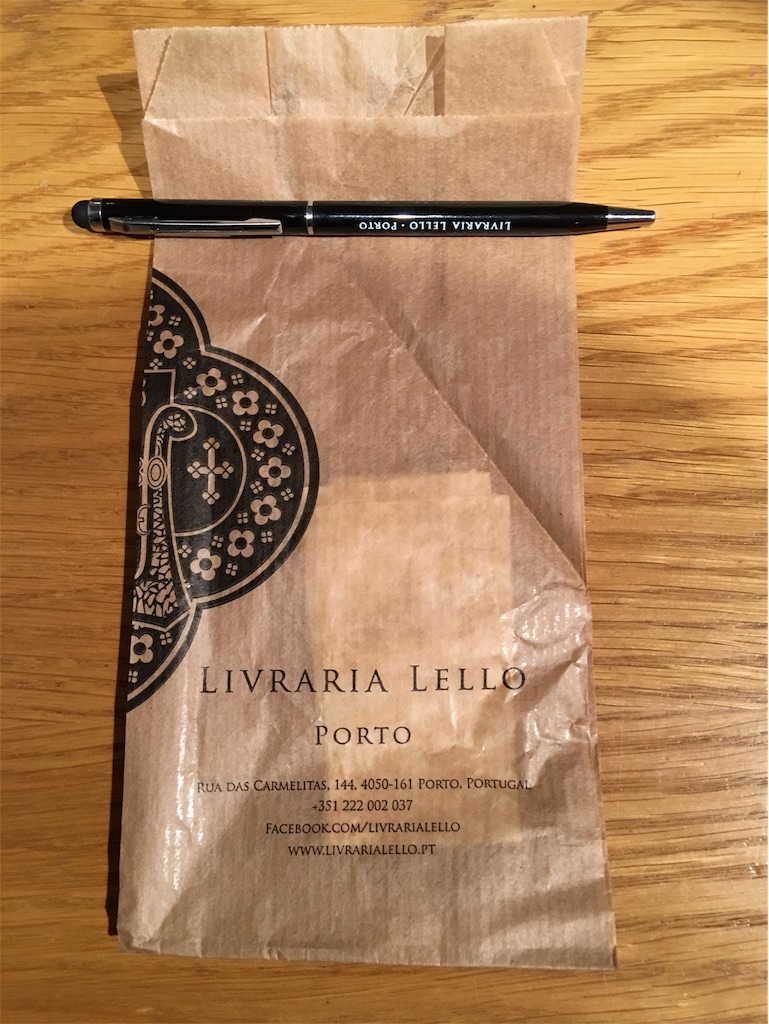 LIVRARIA LELLO · PORTO
LIVRARIA LELLO
PORTO
RUA DAS CARMELITAS, 144, 4050-161 PORTO, PORTUGAL
+351 222 002 037
FACEBOOK.COM/LIVRARIALELLO
WWW.LIVRARIALELLO.PT